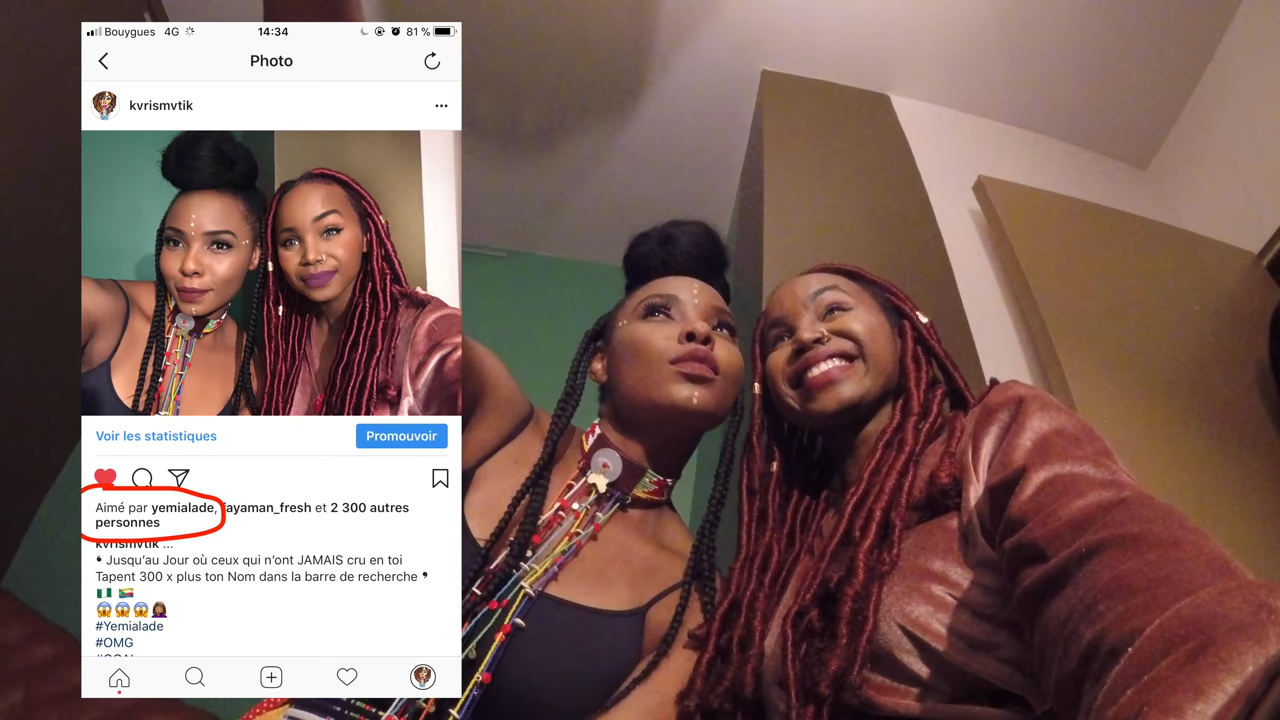 Bouygues 4G 14:34 81 %
Photo
kvrismvtik
Voir les statistiques Promouvoir
Aimé par yemialade, et 2 300 autres
personnes
kvrismvtik ...
❛ Jusqu'au Jour où ceux qui n'ont JAMAIS cru en toi
Tapent 300 x plus ton Nom dans la barre de recherche ❜
🇳🇬 🇰🇲
😱😱😱🤦🏾‍♀️
#Yemialade
#OMG